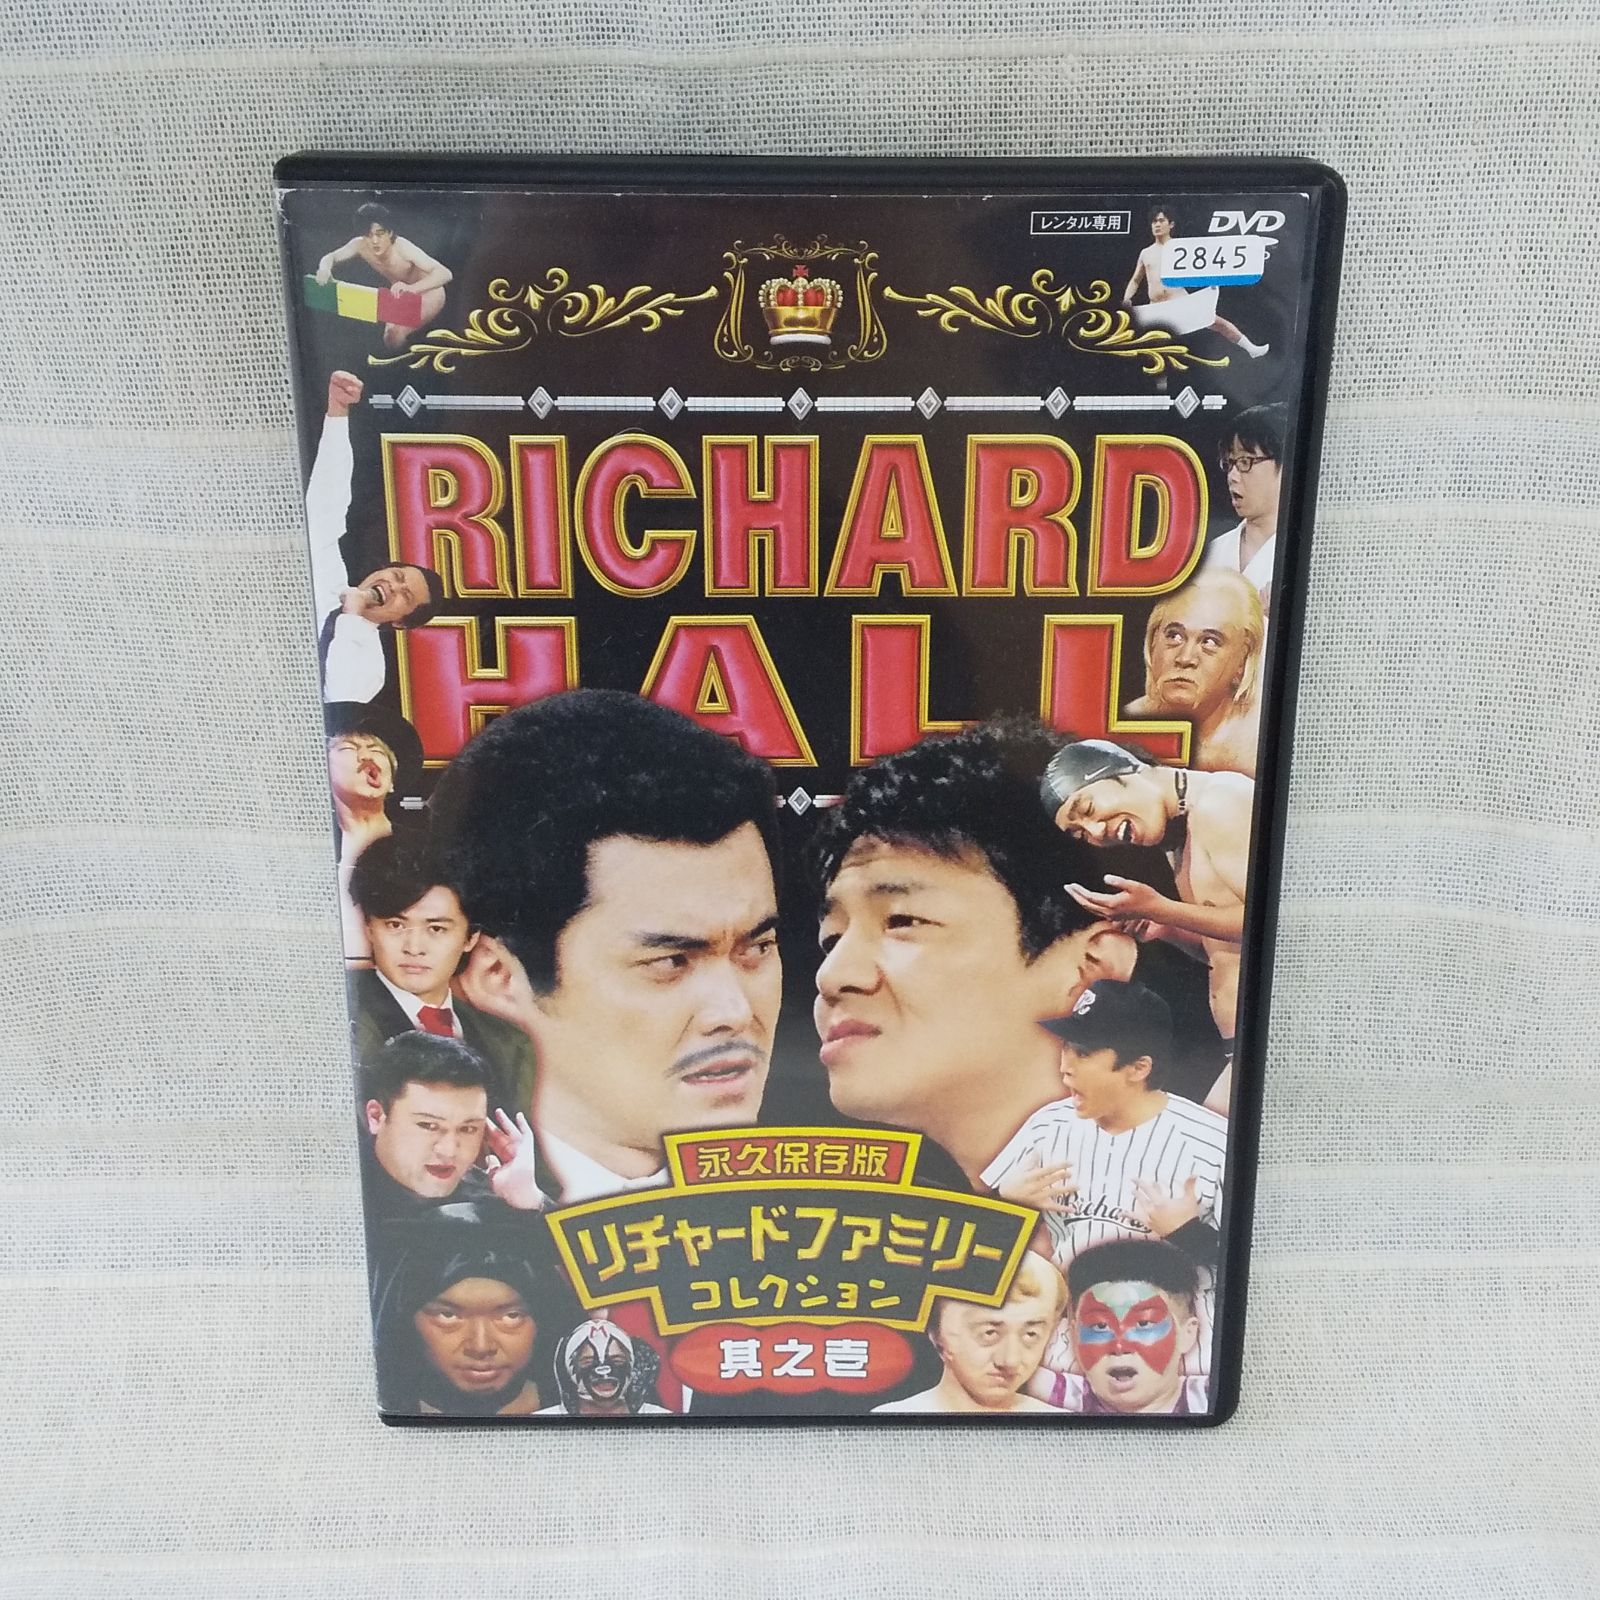 レンタル専用
DVD
2845
RICHARD
HALL
永久保存版
リチャードファミリー
コレクション
其之壱
Richards
M